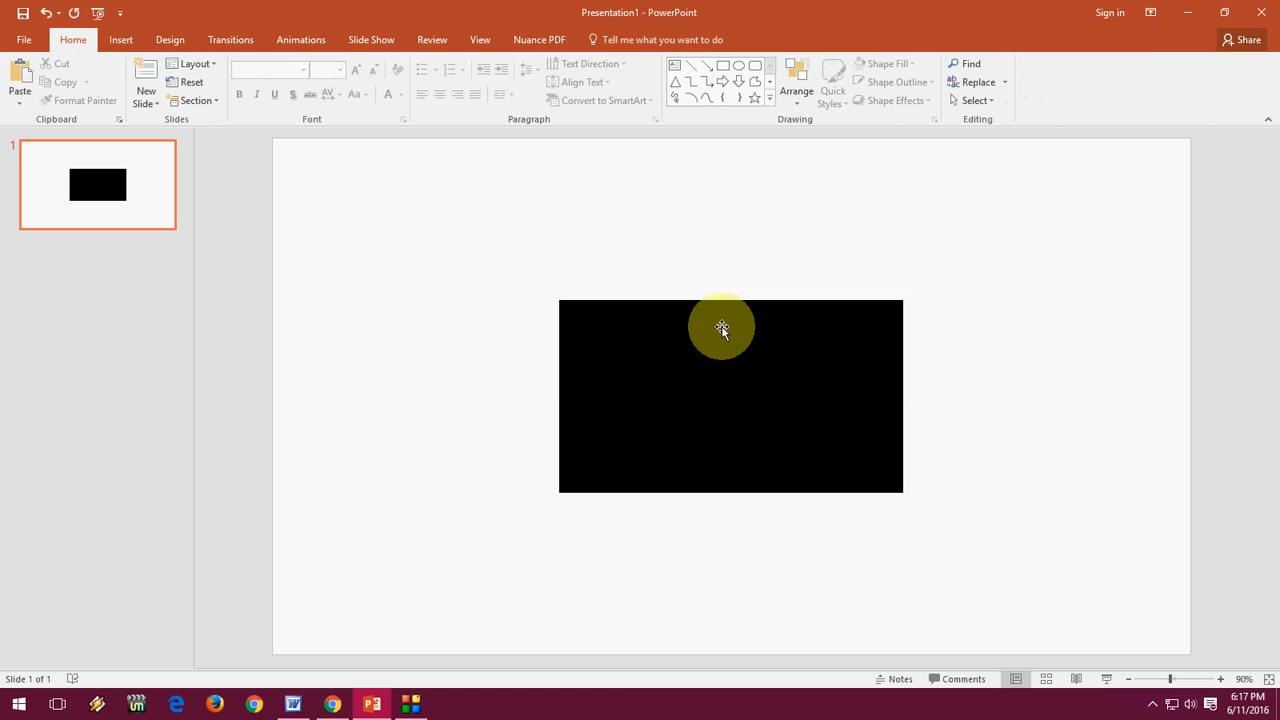 Presentation1 - PowerPoint
Sign in
File
Home
Insert
Design
Transitions
Animations
Slide Show
Review
View
Nuance PDF
Tell me what you want to do
Share
Paste
Cut
Copy
Format Painter
Clipboard
New Slide
Layout
Reset
Section
Slides
B I U S abc AV Aa A
Font
Text Direction
Align Text
Convert to SmartArt
Paragraph
Arrange
Quick Styles
Shape Fill
Shape Outline
Shape Effects
Drawing
Find
Replace
Select
Editing
1
Slide 1 of 1
Notes
Comments
90%
6:17 PM
6/11/2016